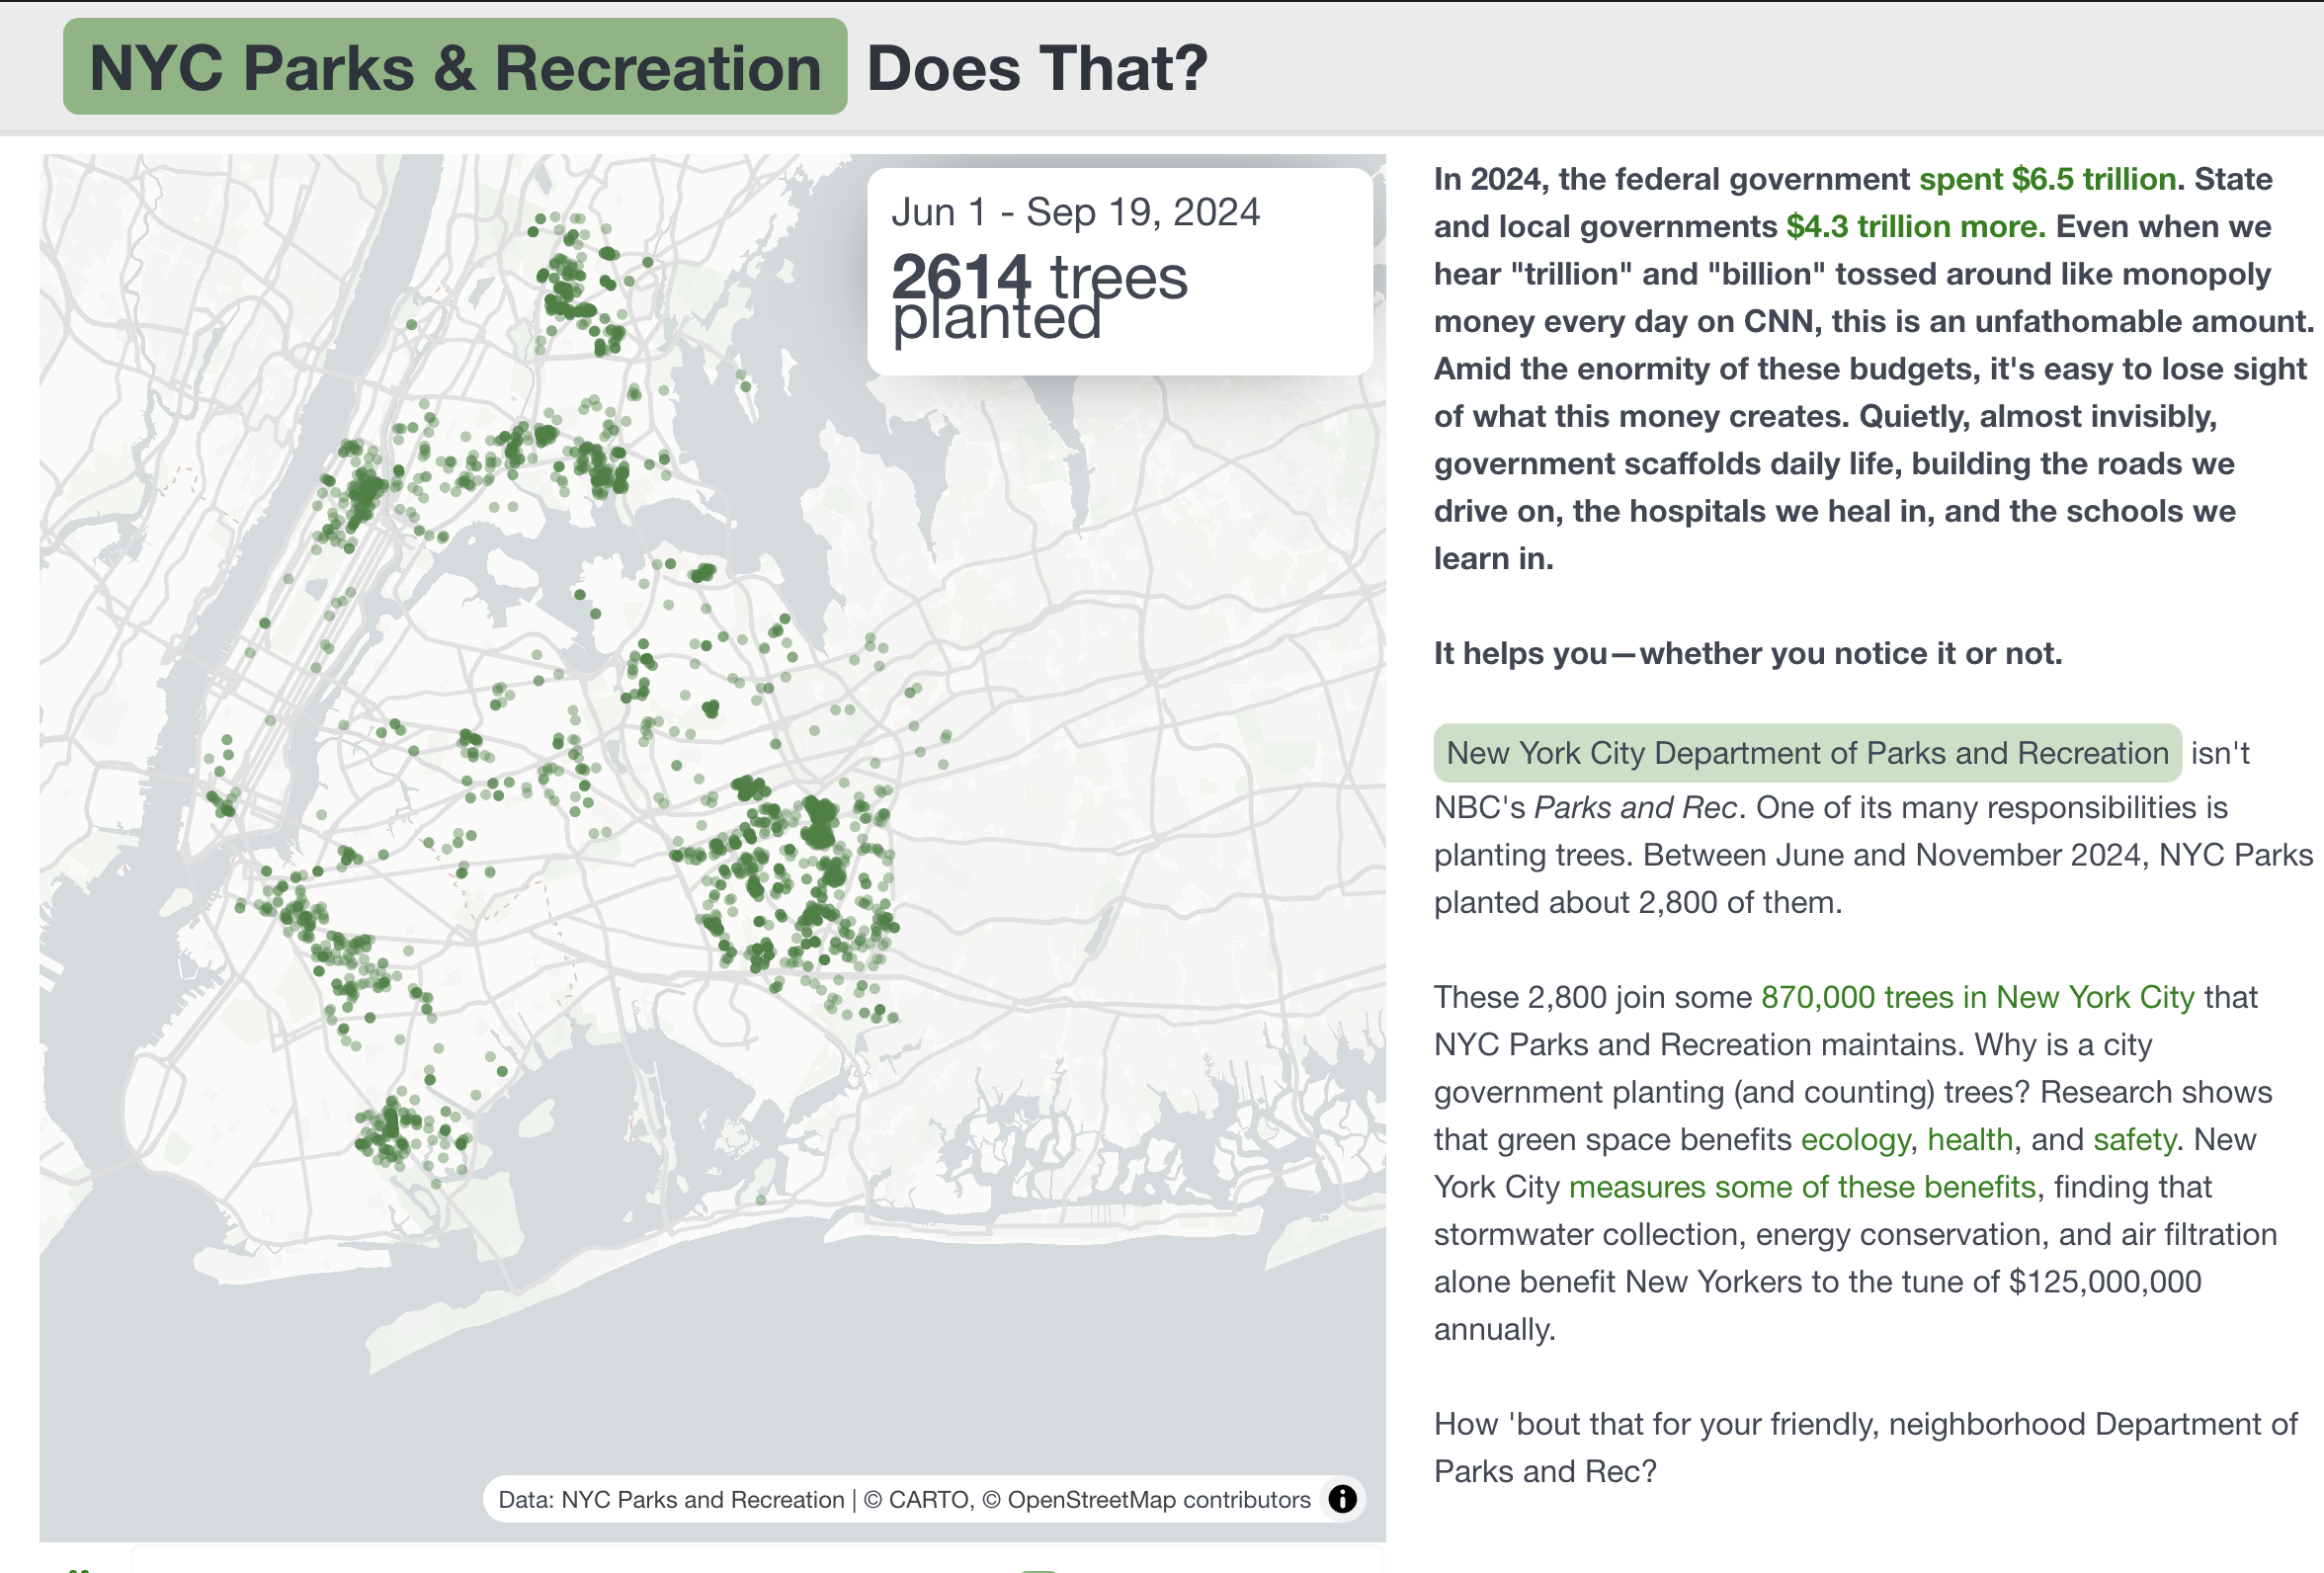 NYC Parks & Recreation Does That?
Jun 1 - Sep 19, 2024
2614 trees
planted
Data: NYC Parks and Recreation | © CARTO, © OpenStreetMap contributors
In 2024, the federal government spent $6.5 trillion. State
and local governments $4.3 trillion more. Even when we
hear "trillion" and "billion" tossed around like monopoly
money every day on CNN, this is an unfathomable amount.
Amid the enormity of these budgets, it's easy to lose sight
of what this money creates. Quietly, almost invisibly,
government scaffolds daily life, building the roads we
drive on, the hospitals we heal in, and the schools we
learn in.
It helps you—whether you notice it or not.
New York City Department of Parks and Recreation isn't
NBC's Parks and Rec. One of its many responsibilities is
planting trees. Between June and November 2024, NYC Parks
planted about 2,800 of them.
These 2,800 join some 870,000 trees in New York City that
NYC Parks and Recreation maintains. Why is a city
government planting (and counting) trees? Research shows
that green space benefits ecology, health, and safety. New
York City measures some of these benefits, finding that
stormwater collection, energy conservation, and air filtration
alone benefit New Yorkers to the tune of $125,000,000
annually.
How 'bout that for your friendly, neighborhood Department of
Parks and Rec?